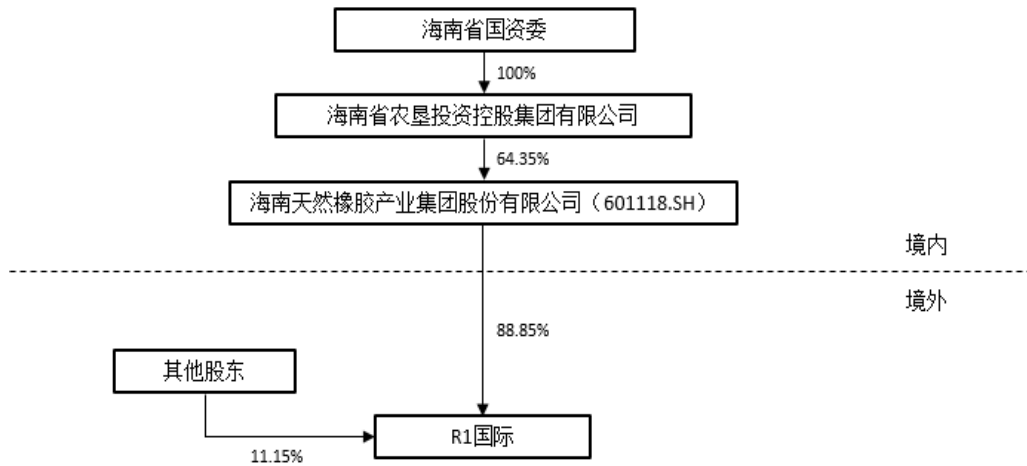 海南省国资委
100%
海南省农垦投资控股集团有限公司
64.35%
海南天然橡胶产业集团股份有限公司（601118.SH）
境内
境外
88.85%
其他股东
R1国际
11.15%